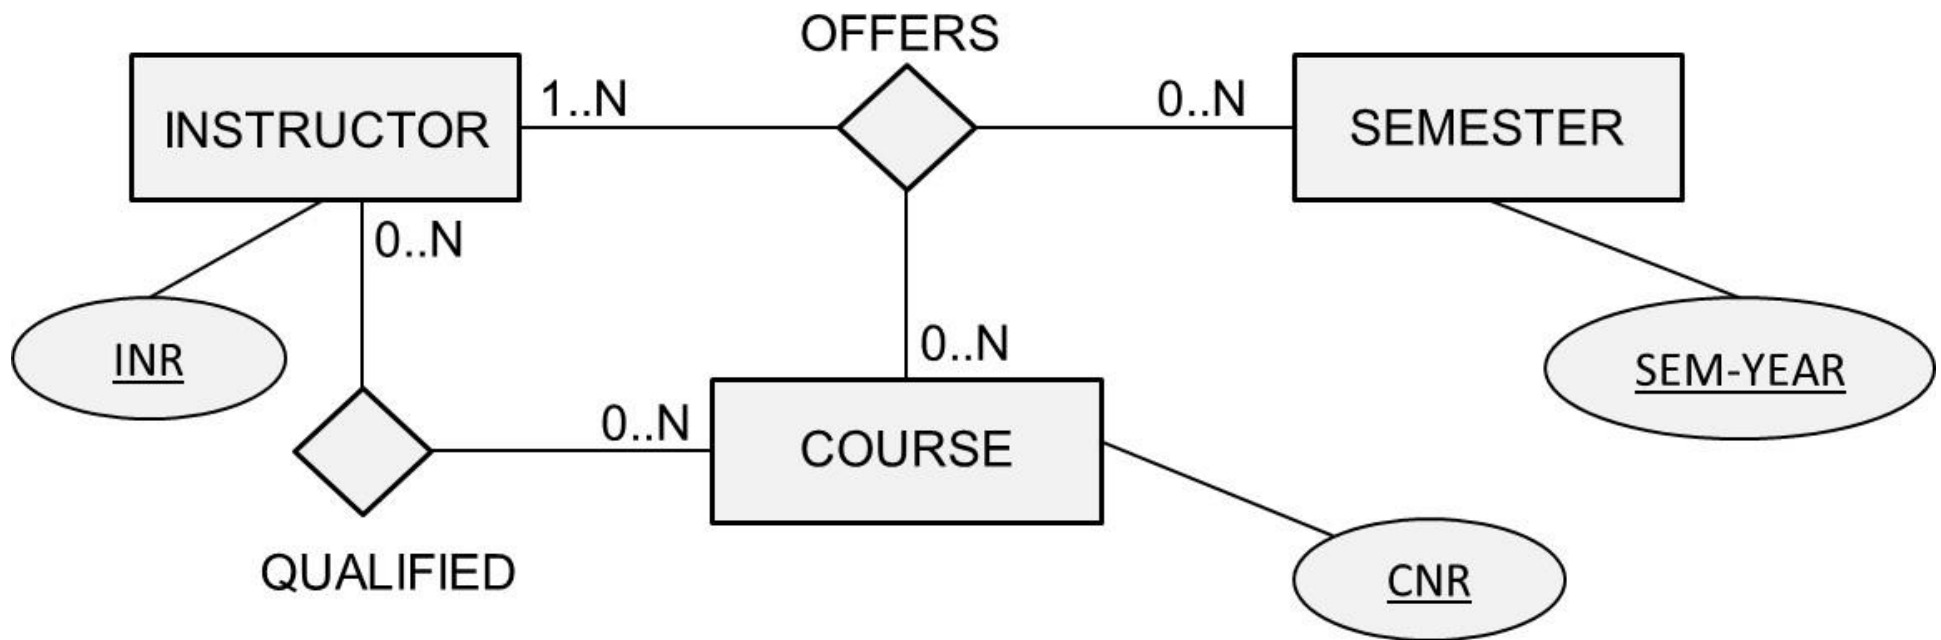 OFFERS
INSTRUCTOR
1..N
0..N
SEMESTER
0..N
INR
0..N
SEM-YEAR
0..N
COURSE
QUALIFIED
CNR